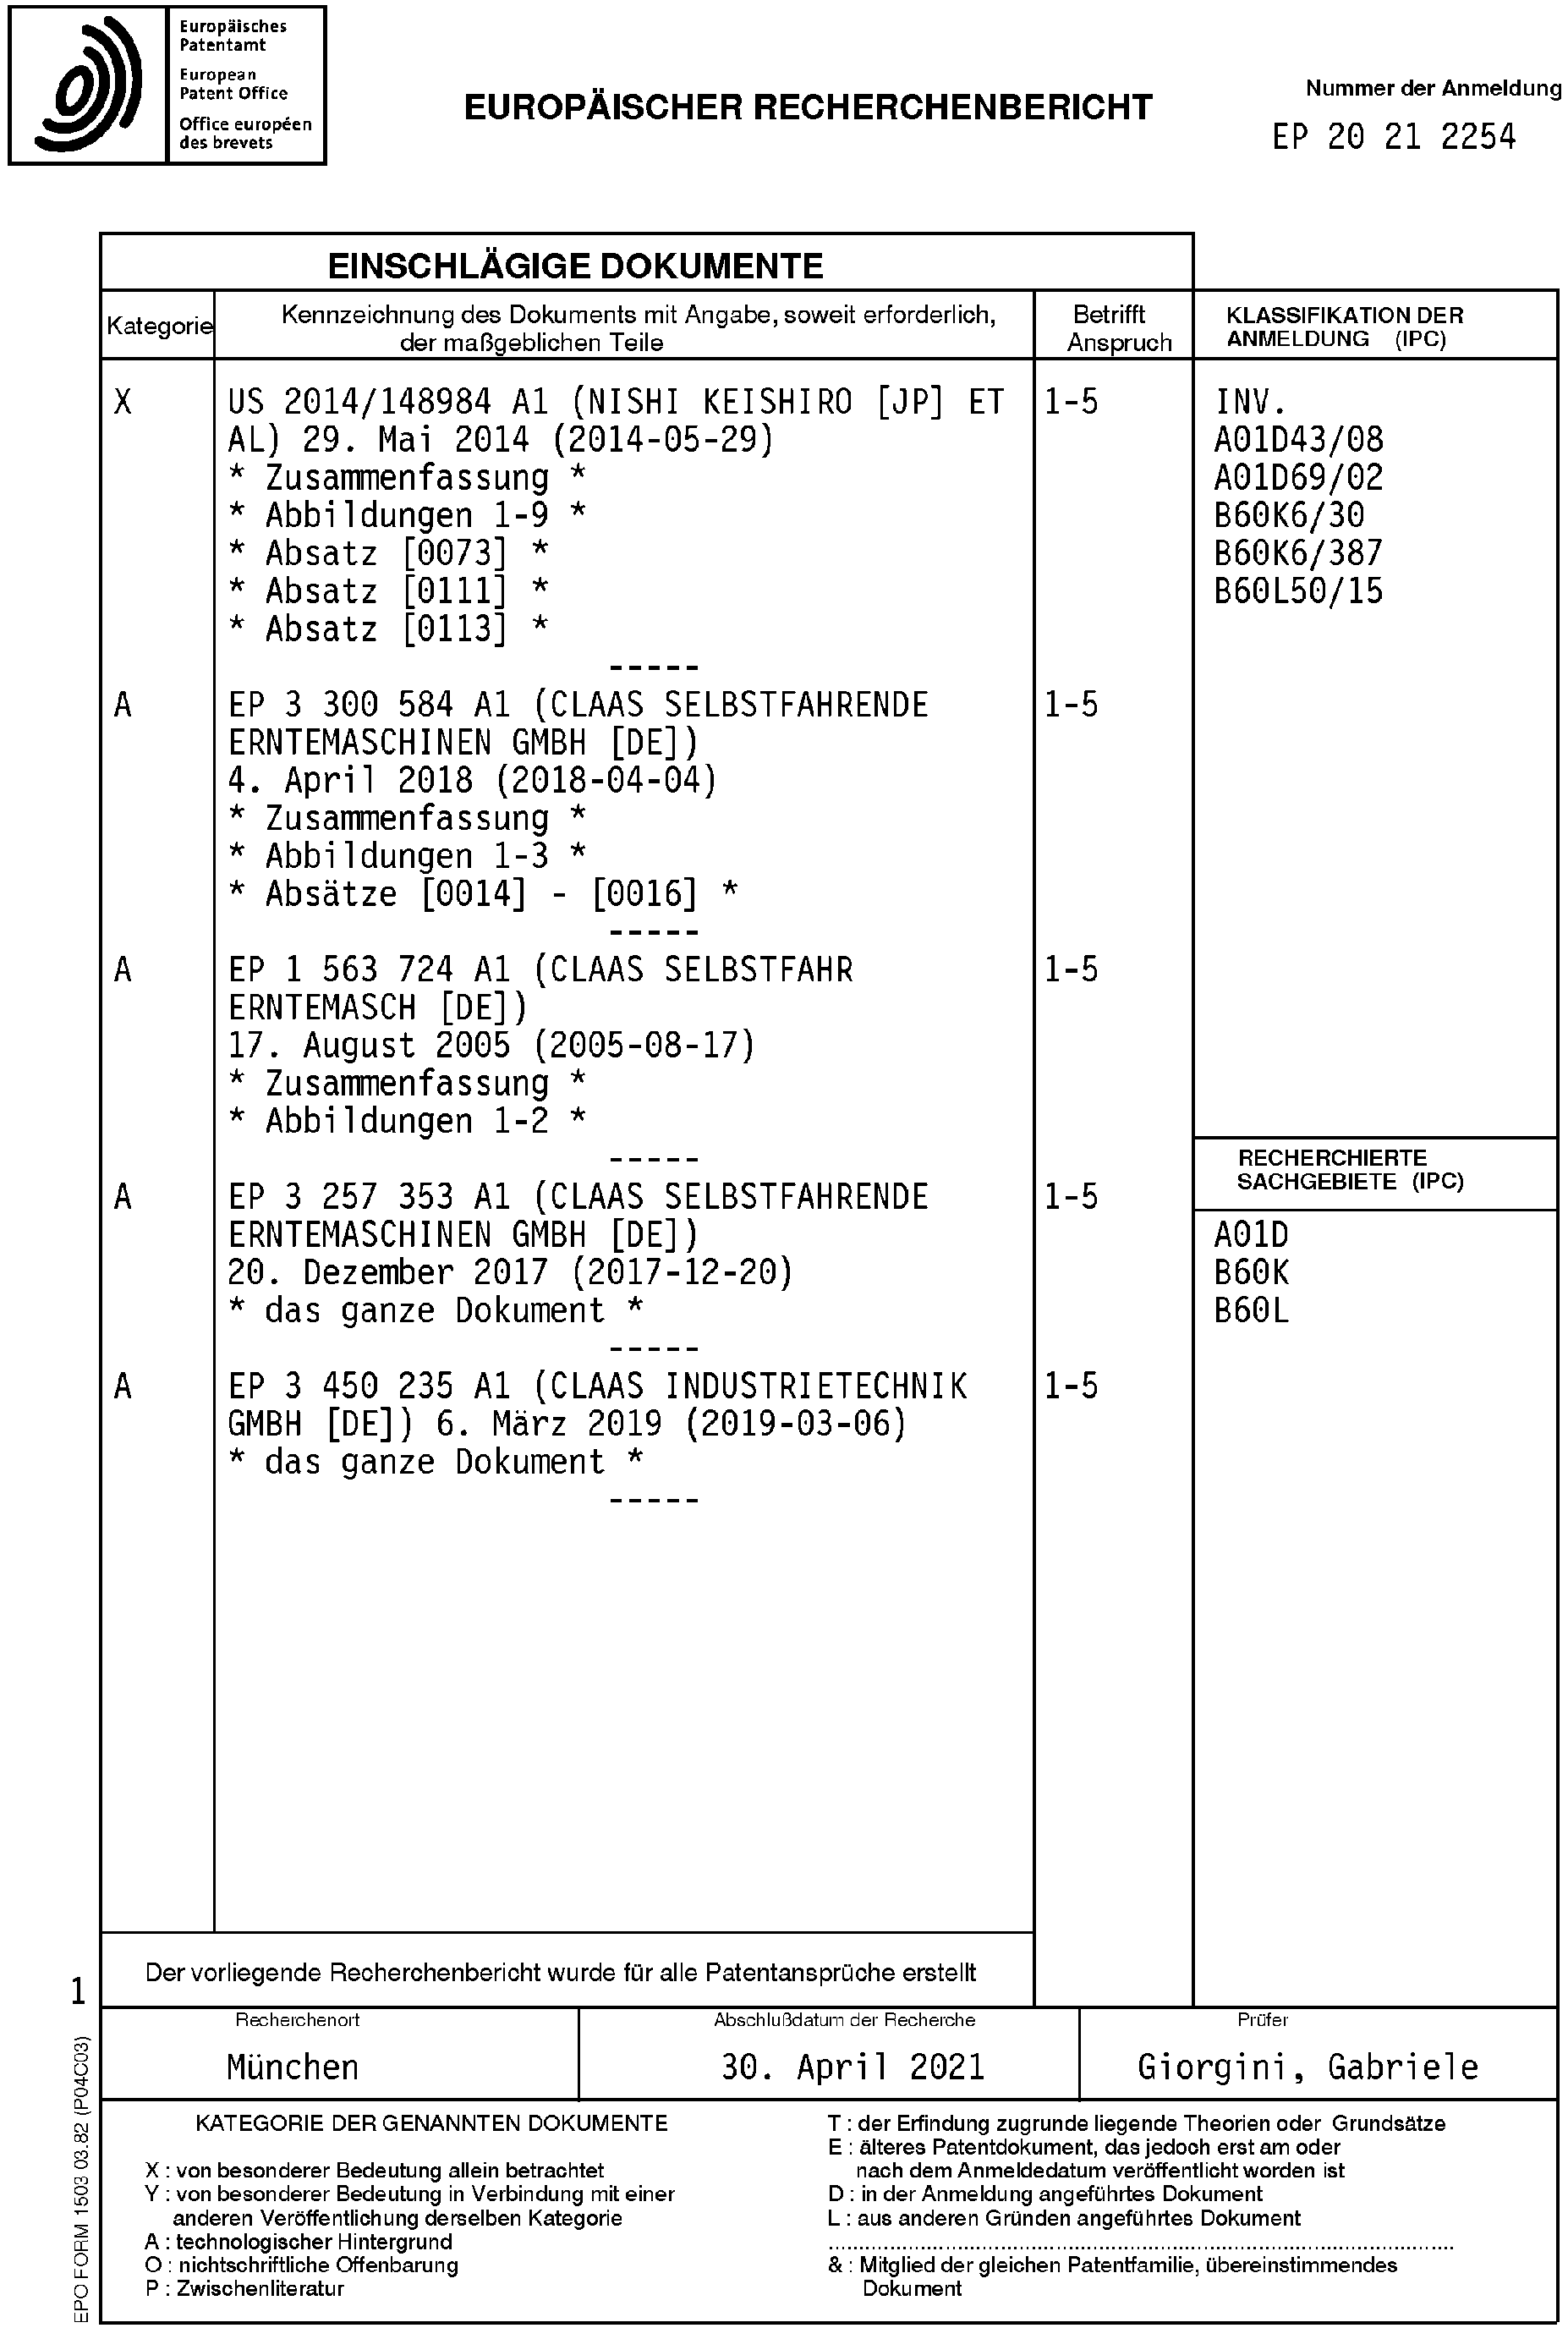 Europäisches
Patentamt
European
Patent Office
Office européen
des brevets
EUROPÄISCHER RECHERCHENBERICHT
Nummer der Anmeldung
EP 20 21 2254
EINSCHLÄGIGE DOKUMENTE
Kategorie
Kennzeichnung des Dokuments mit Angabe, soweit erforderlich,
der maßgeblichen Teile
Betrifft
Anspruch
KLASSIFIKATION DER
ANMELDUNG (IPC)
X
US 2014/148984 A1 (NISHI KEISHIRO [JP] ET
AL) 29. Mai 2014 (2014-05-29)
* Zusammenfassung *
* Abbildungen 1-9 *
* Absatz [0073] *
* Absatz [0111] *
* Absatz [0113] *
-----
1-5
INV.
A01D43/08
A01D69/02
B60K6/30
B60K6/387
B60L50/15
A
EP 3 300 584 A1 (CLAAS SELBSTFAHRENDE
ERNTEMASCHINEN GMBH [DE])
4. April 2018 (2018-04-04)
* Zusammenfassung *
* Abbildungen 1-3 *
* Absätze [0014] - [0016] *
-----
1-5
A
EP 1 563 724 A1 (CLAAS SELBSTFAHR
ERNTEMASCH [DE])
17. August 2005 (2005-08-17)
* Zusammenfassung *
* Abbildungen 1-2 *
-----
1-5
A
EP 3 257 353 A1 (CLAAS SELBSTFAHRENDE
ERNTEMASCHINEN GMBH [DE])
20. Dezember 2017 (2017-12-20)
* das ganze Dokument *
-----
1-5
RECHERCHIERTE
SACHGEBIETE (IPC)
A01D
B60K
B60L
A
EP 3 450 235 A1 (CLAAS INDUSTRIETECHNIK
GMBH [DE]) 6. März 2019 (2019-03-06)
* das ganze Dokument *
-----
1-5
Der vorliegende Recherchenbericht wurde für alle Patentansprüche erstellt
1
Recherchenort
München
Abschlußdatum der Recherche
30. April 2021
Prüfer
Giorgini, Gabriele
KATEGORIE DER GENANNTEN DOKUMENTE
X : von besonderer Bedeutung allein betrachtet
Y : von besonderer Bedeutung in Verbindung mit einer
anderen Veröffentlichung derselben Kategorie
A : technologischer Hintergrund
O : nichtschriftliche Offenbarung
P : Zwischenliteratur
T : der Erfindung zugrunde liegende Theorien oder Grundsätze
E : älteres Patentdokument, das jedoch erst am oder
nach dem Anmeldedatum veröffentlicht worden ist
D : in der Anmeldung angeführtes Dokument
L : aus anderen Gründen angeführtes Dokument
& : Mitglied der gleichen Patentfamilie, übereinstimmendes
Dokument
EPO FORM 1503 03.82 (P04C03)